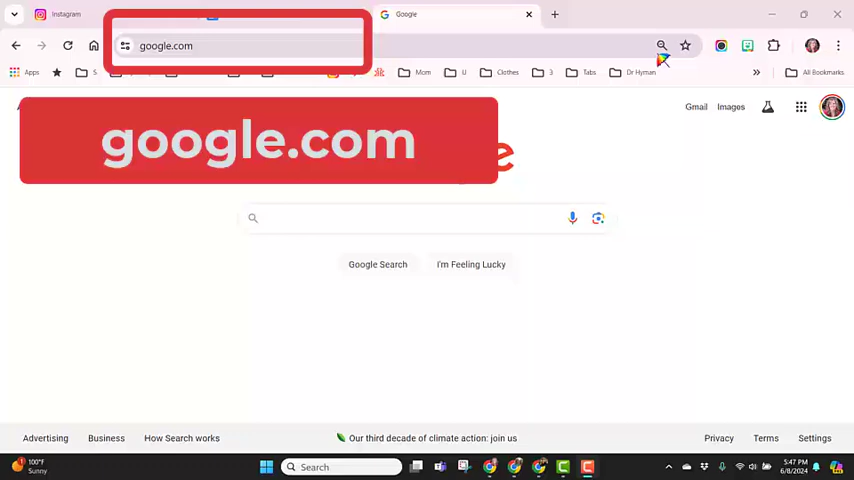 Instagram
Google
google.com
Apps
S
Mom
U
Clothes
3
Tabs
Dr Hyman
All Bookmarks
google.com
Gmail
Images
Google Search
I'm Feeling Lucky
Our third decade of climate action: join us
Advertising
Business
How Search works
Privacy
Terms
Settings
100°F
Sunny
Search
5:47 PM
6/8/2024